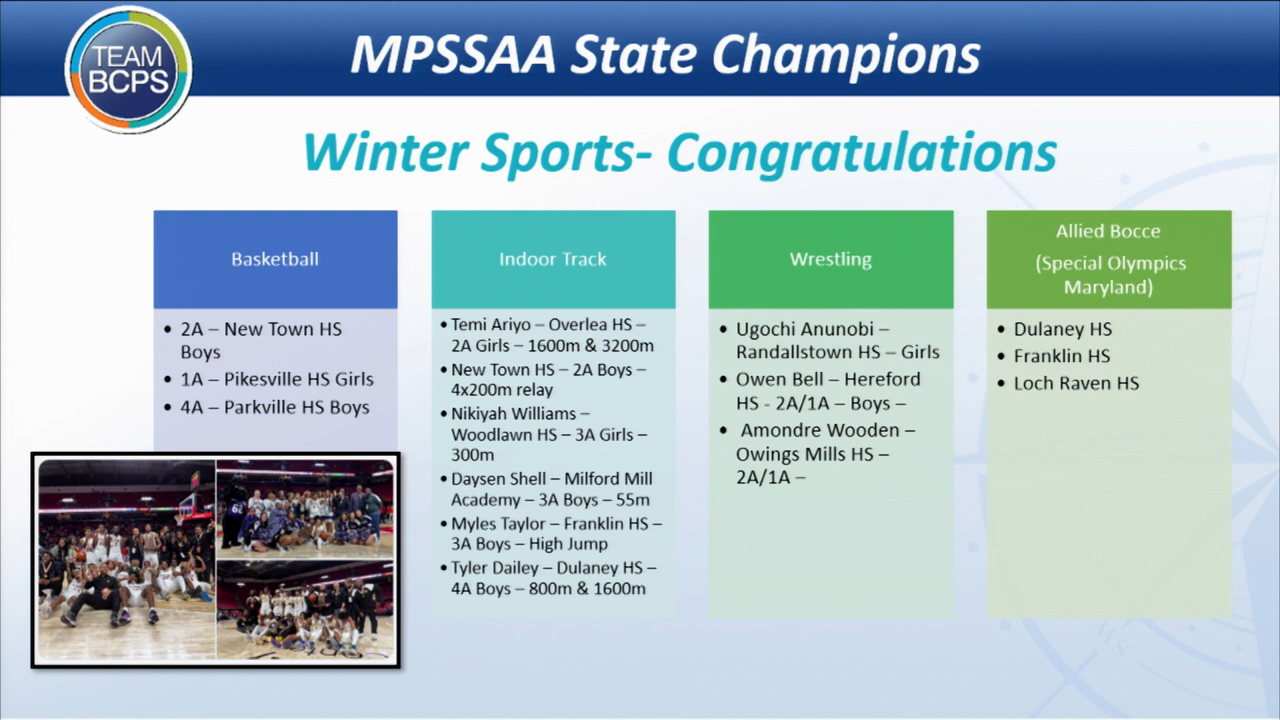 TEAM
BCPS
MPSSAA State Champions
Winter Sports- Congratulations
Basketball
• 2A – New Town HS
Boys
• 1A – Pikesville HS Girls
• 4A – Parkville HS Boys
Indoor Track
• Temi Ariyo – Overlea HS –
2A Girls – 1600m & 3200m
• New Town HS – 2A Boys –
4x200m relay
• Nikiyah Williams –
Woodlawn HS – 3A Girls –
300m
• Daysen Shell – Milford Mill
Academy – 3A Boys – 55m
• Myles Taylor – Franklin HS –
3A Boys – High Jump
• Tyler Dailey – Dulaney HS –
4A Boys – 800m & 1600m
Wrestling
• Ugochi Anunobi –
Randallstown HS – Girls
• Owen Bell – Hereford
HS - 2A/1A – Boys –
• Amondre Wooden –
Owings Mills HS –
2A/1A –
Allied Bocce
(Special Olympics
Maryland)
• Dulaney HS
• Franklin HS
• Loch Raven HS